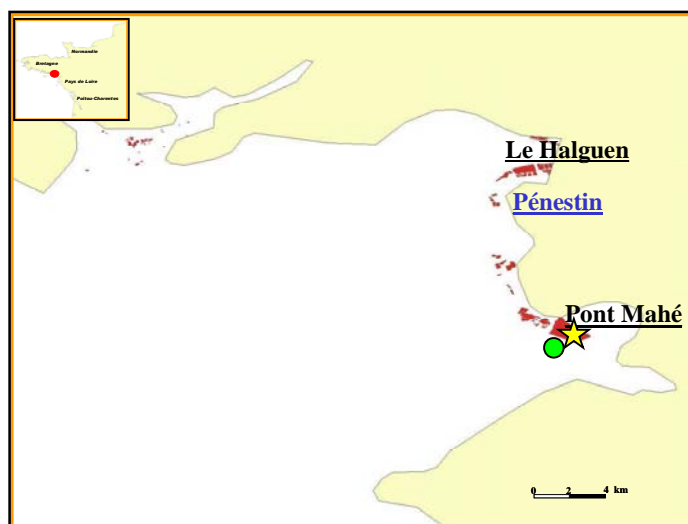 Normandie
Bretagne
Pays de Loire
Poitou-Charentes
Le Halguen
Pénestin
Pont Mahé
0 2 4 km